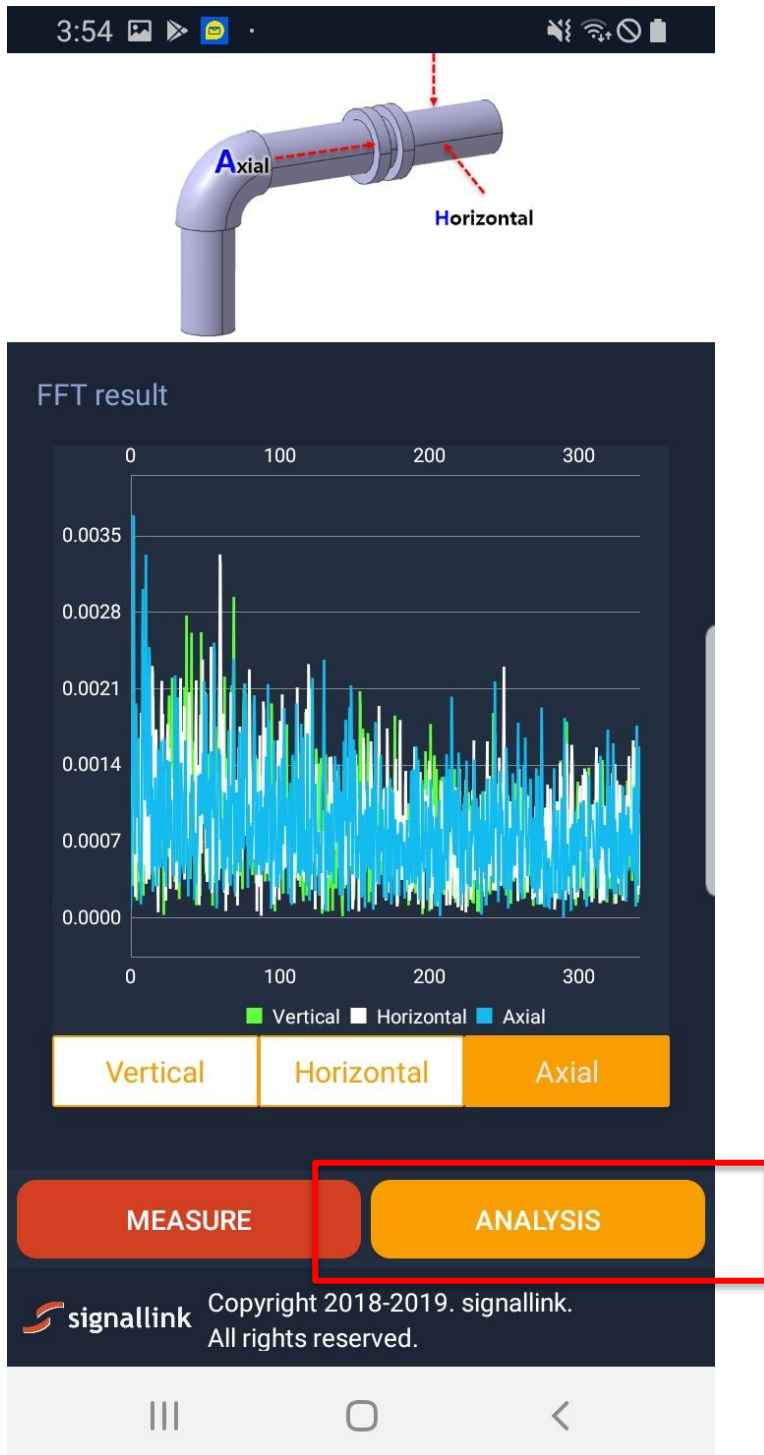 3:54
Axial
Horizontal
FFT result
0 100 200 300
0.0035
0.0028
0.0021
0.0014
0.0007
0.0000
0 100 200 300
Vertical Horizontal Axial
Vertical Horizontal Axial
MEASURE ANALYSIS
signallink Copyright 2018-2019. signallink.
All rights reserved.